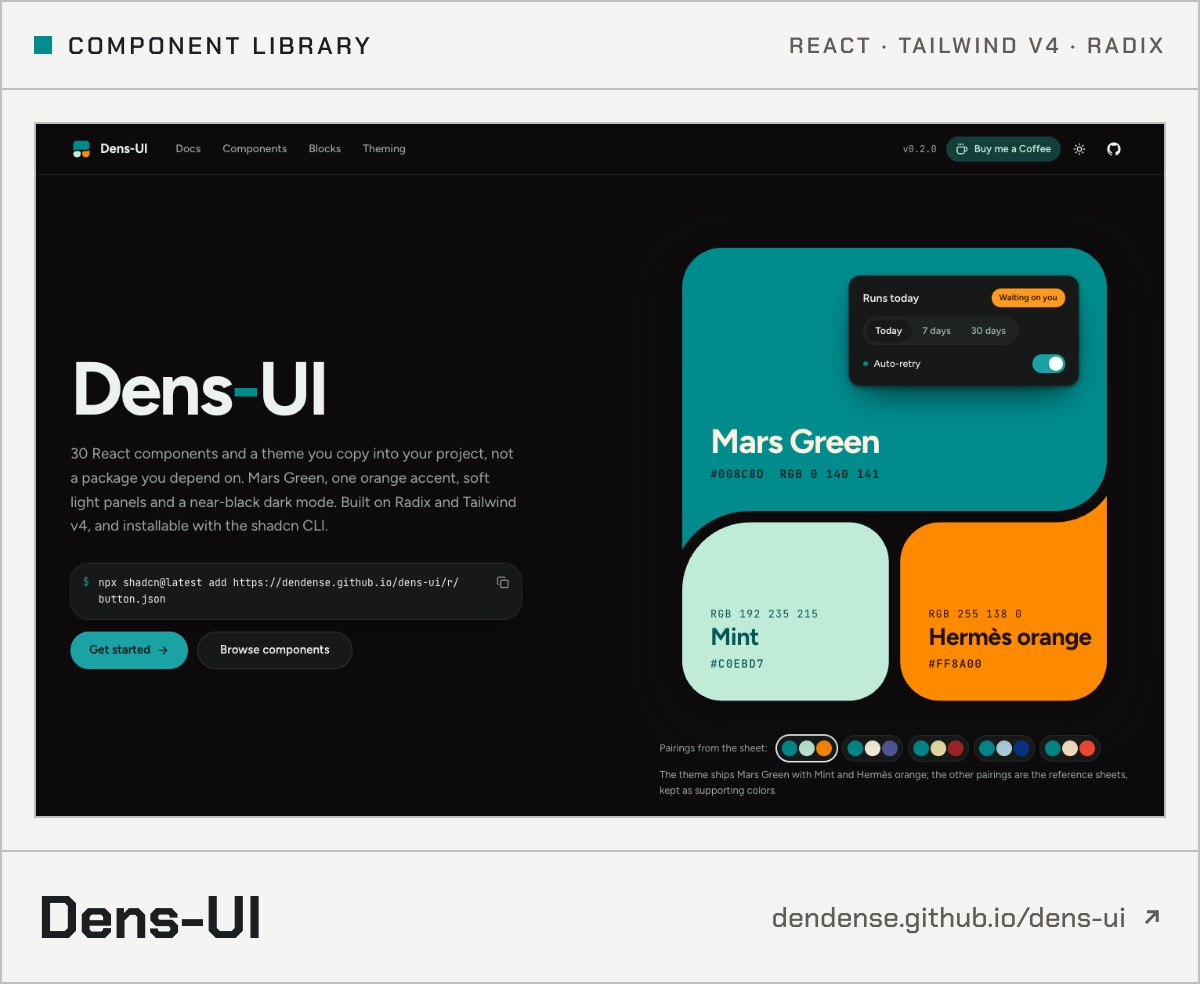 COMPONENT LIBRARY
REACT · TAILWIND V4 · RADIX
Dens-UI
Docs
Components
Blocks
Theming
v0.2.0
Buy me a Coffee
Dens-UI
30 React components and a theme you copy into your project, not
a package you depend on. Mars Green, one orange accent, soft
light panels and a near-black dark mode. Built on Radix and Tailwind
v4, and installable with the shadcn CLI.
$ npx shadcn@latest add https://dendense.github.io/dens-ui/r/
button.json
Get started →
Browse components
Runs today
Waiting on you
Today
7 days
30 days
Auto-retry
Mars Green
#008C8D RGB 0 140 141
RGB 192 235 215
Mint
#C0EBD7
RGB 255 138 0
Hermès orange
#FF8A00
Pairings from the sheet:
The theme ships Mars Green with Mint and Hermès orange; the other pairings are the reference sheets,
kept as supporting colors.
Dens-UI
dendense.github.io/dens-ui ↗